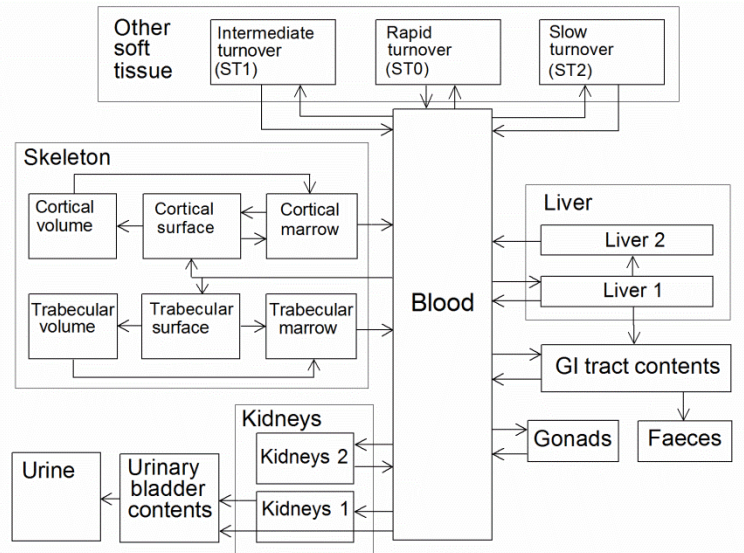 Other
soft
tissue
Intermediate
turnover
(ST1)
Rapid
turnover
(ST0)
Slow
turnover
(ST2)
Skeleton
Cortical
volume
Cortical
surface
Cortical
marrow
Trabecular
volume
Trabecular
surface
Trabecular
marrow
Blood
Liver
Liver 2
Liver 1
GI tract contents
Gonads
Faeces
Kidneys
Kidneys 2
Kidneys 1
Urinary
bladder
contents
Urine